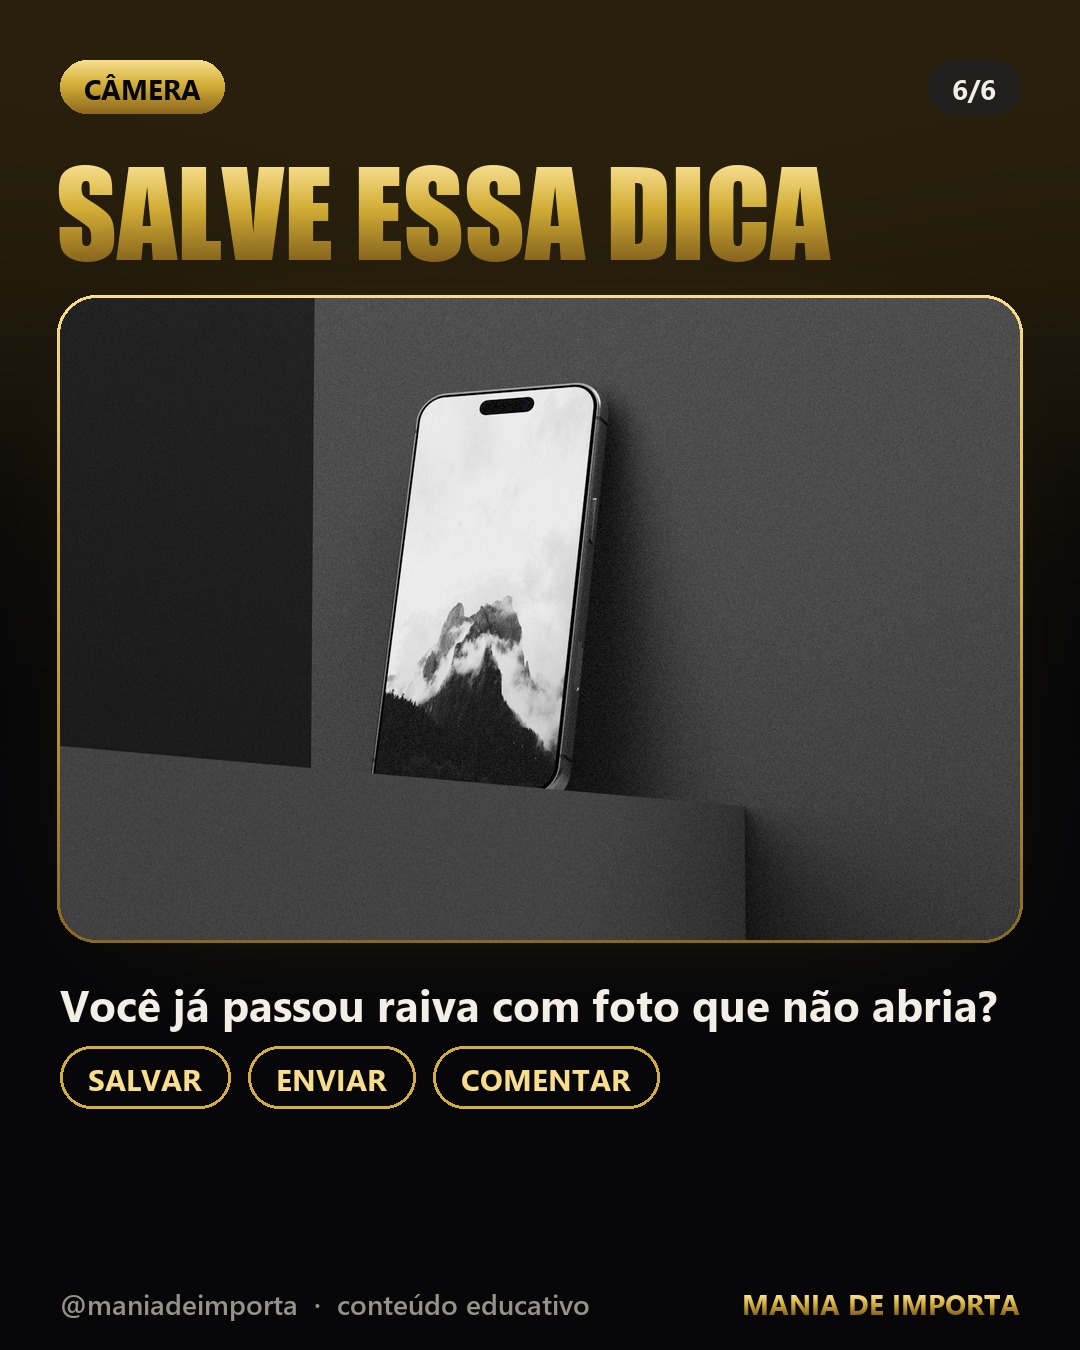 CÂMERA
6/6
SALVE ESSA DICA
Você já passou raiva com foto que não abria?
SALVAR ENVIAR COMENTAR
@maniadeimporta · conteúdo educativo
MANIA DE IMPORTA